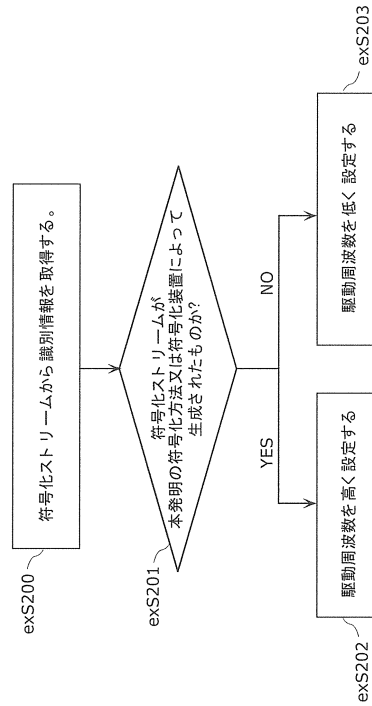 exS200
符号化ストリームから識別情報を取得する。
exS201
符号化ストリームが
本発明の符号化方法又は符号化装置によって
生成されたものか?
YES
NO
exS202
駆動周波数を高く設定する
exS203
駆動周波数を低く設定する